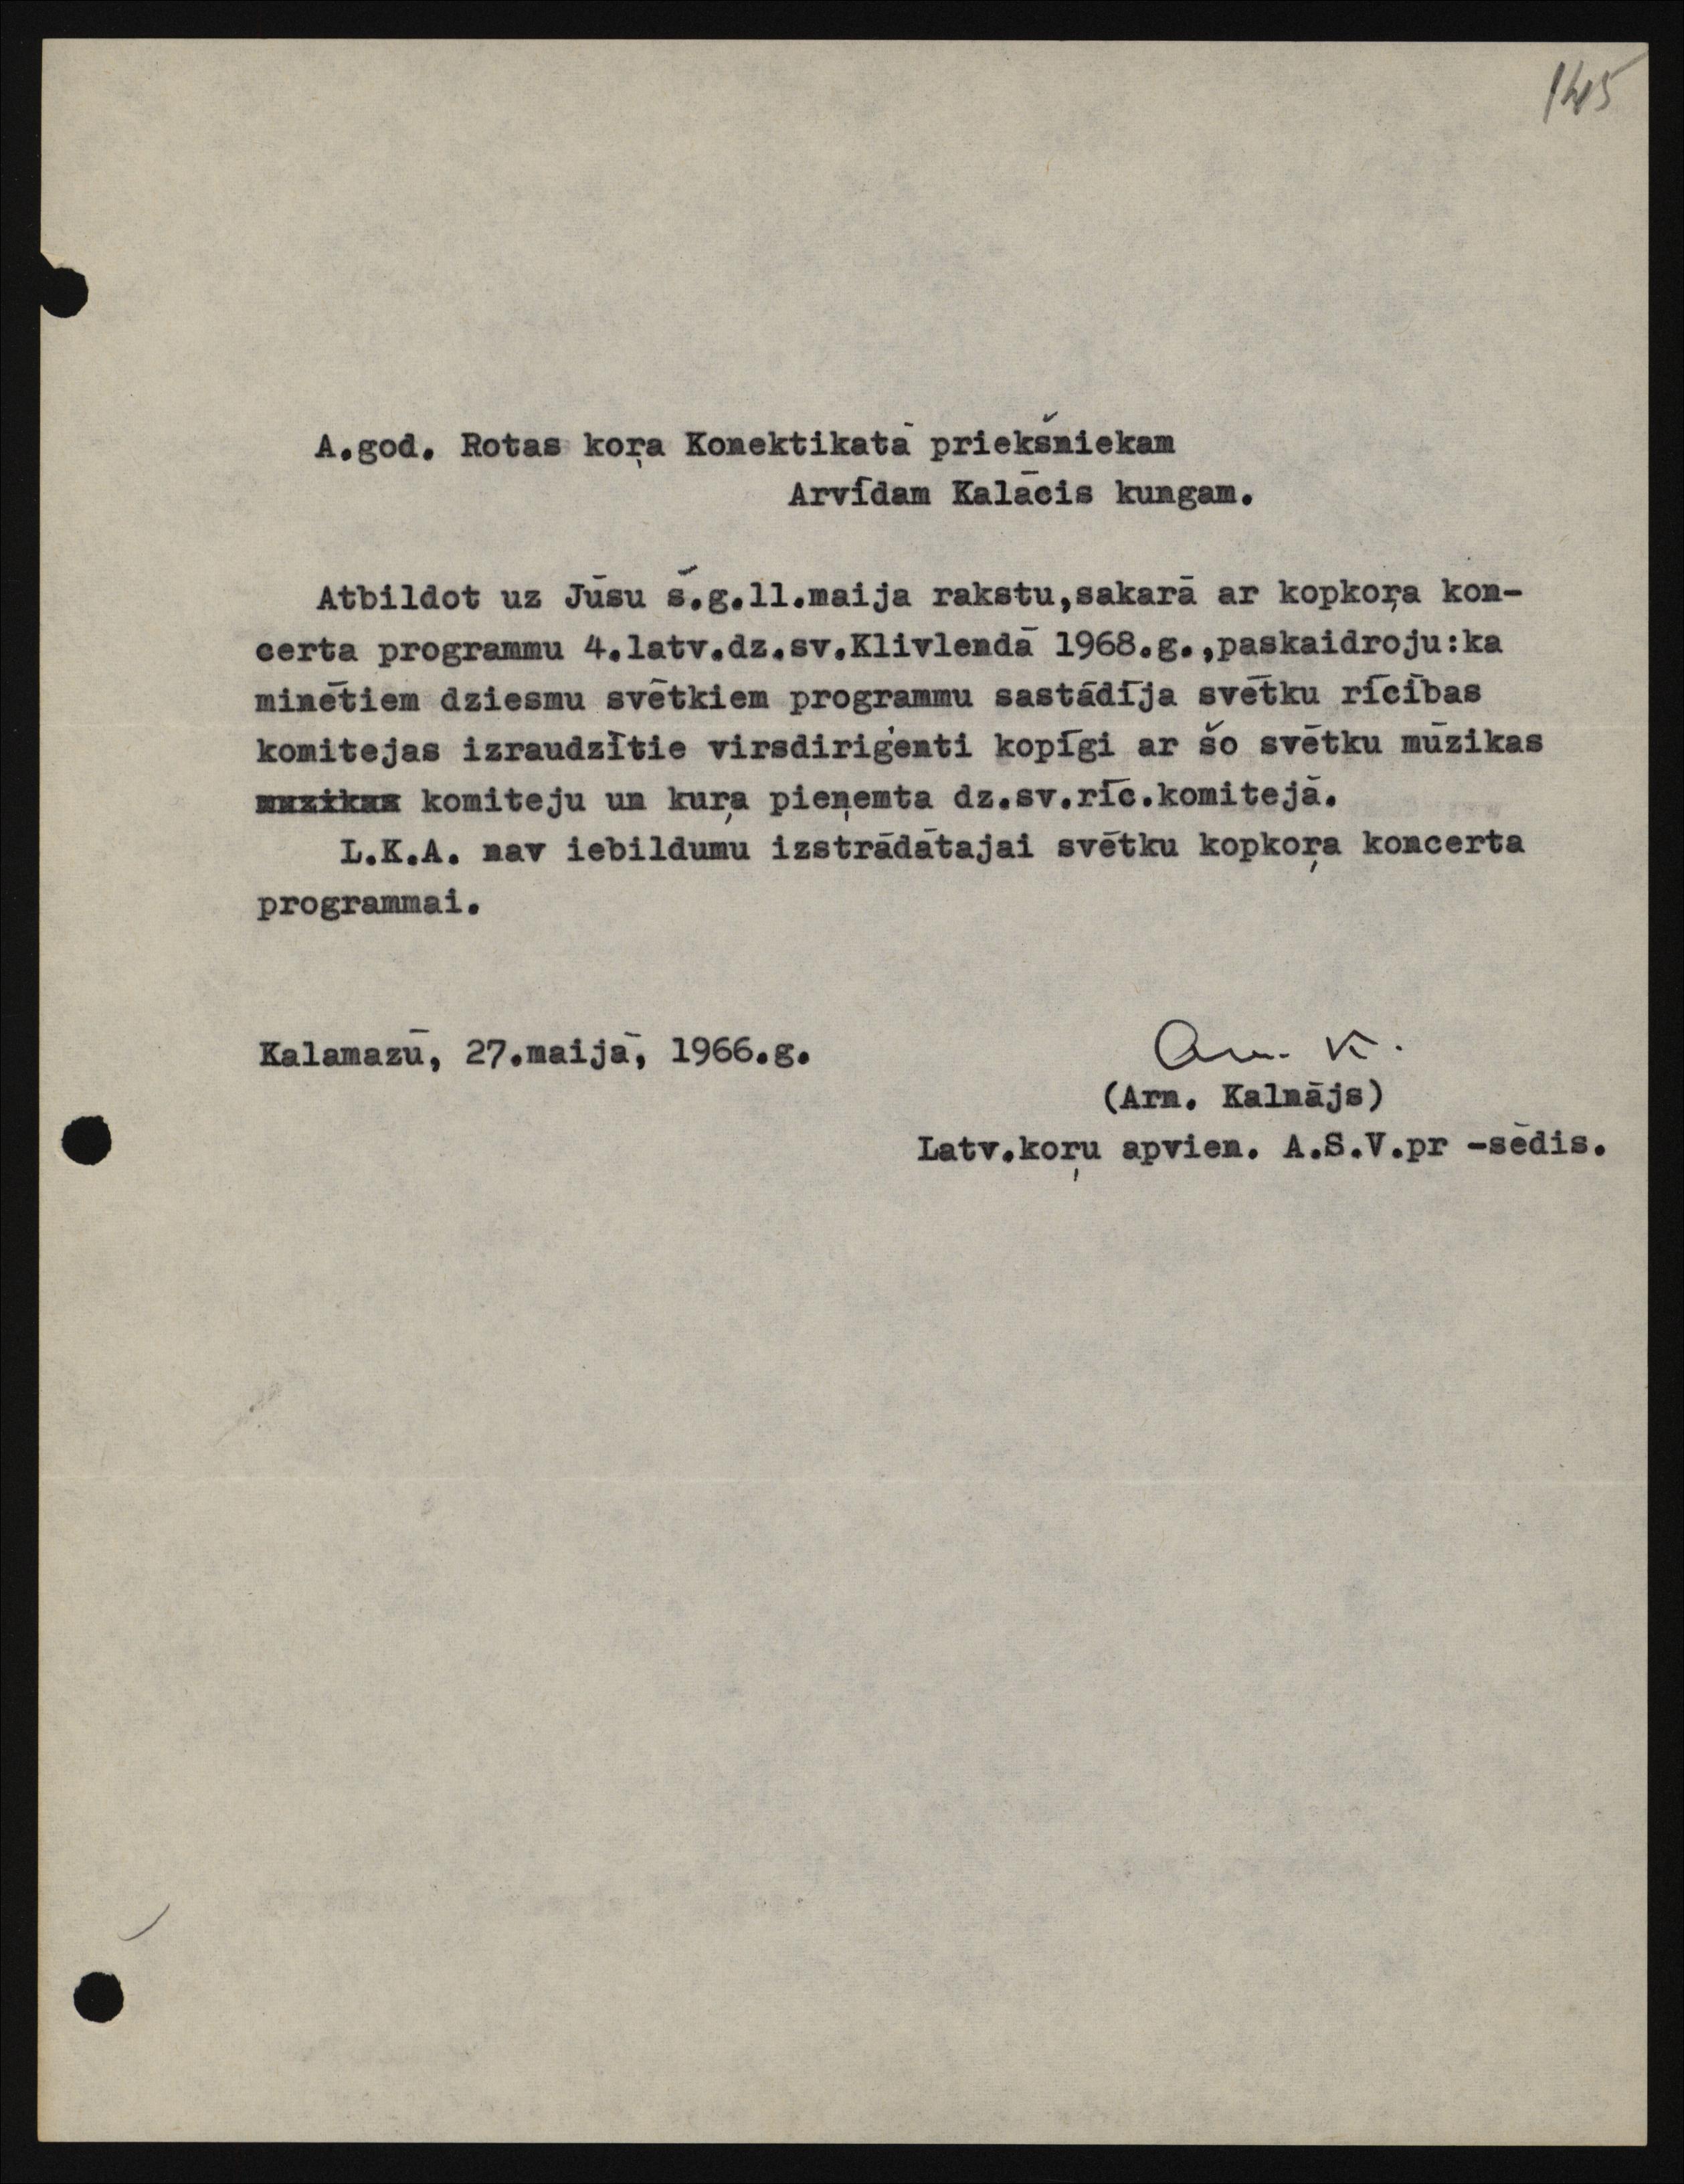 145
A.god. Rotas koŗa Konektikatā priekšniekam
Arvīdam Kalācis kungam.
Atbildot uz Jūsu š.g.11.maija rakstu,sakarā ar kopkoŗa kon-
certa programmu 4.latv.dz.sv.Klivlendā 1968.g.,paskaidroju:ka
minētiem dziesmu svētkiem programmu sastādīja svētku rīcības
komitejas izraudzītie virsdiriģenti kopīgi ar šo svētku mūzikas
muzikas komiteju un kuŗa pieņemta dz.sv.rīc.komitejā.
L.K.A. nav iebildumu izstrādātajai svētku kopkoŗa koncerta
programmai.
Kalamazū, 27.maijā, 1966.g.
Arn. K.
(Arn. Kalnājs)
Latv.koŗu apvien. A.S.V.pr -sēdis.